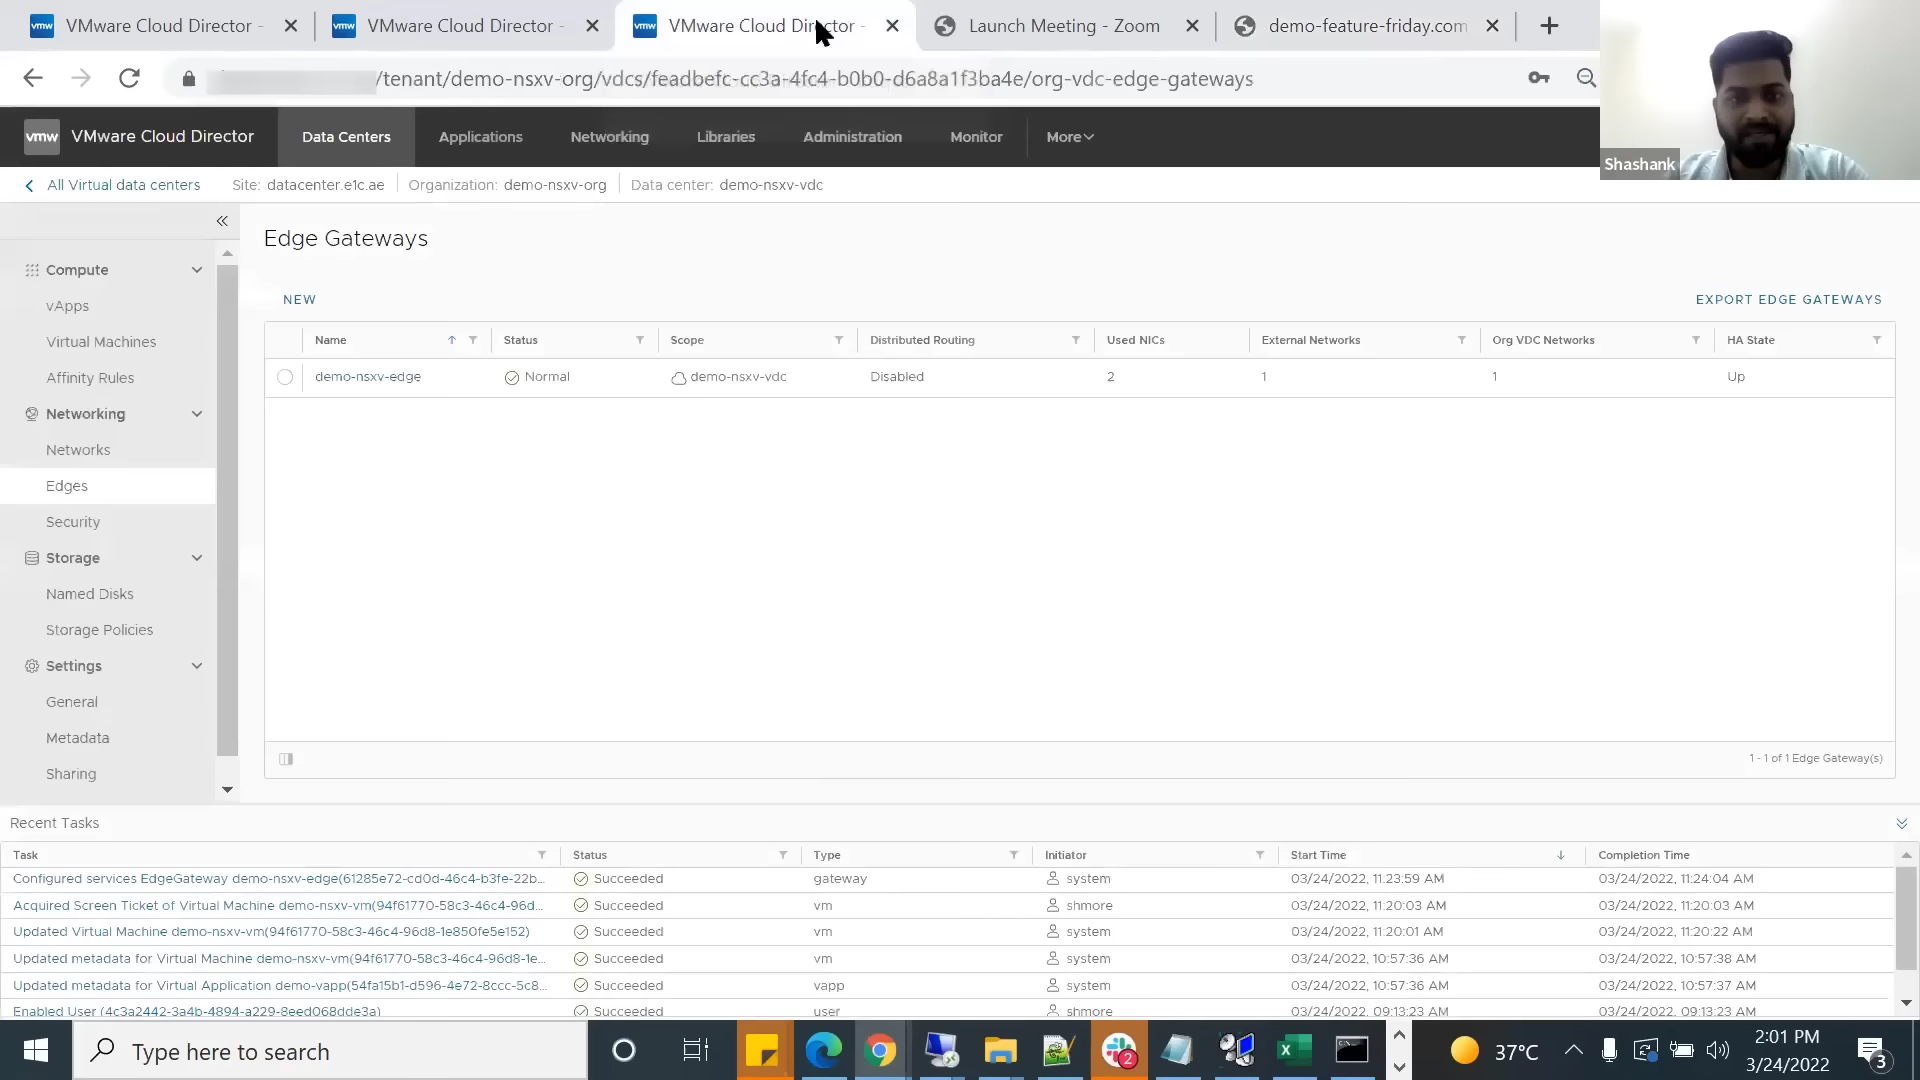 VMware Cloud Director -
VMware Cloud Director -
VMware Cloud Director -
Launch Meeting - Zoom
demo-feature-friday.com
/tenant/demo-nsxv-org/vdcs/feadbefc-cc3a-4fc4-b0b0-d6a8a1f3ba4e/org-vdc-edge-gateways
vmw VMware Cloud Director Data Centers Applications Networking Libraries Administration Monitor More
Shashank
All Virtual data centers Site: datacenter.e1c.ae Organization: demo-nsxv-org Data center: demo-nsxv-vdc
Compute
vApps
Virtual Machines
Affinity Rules
Networking
Networks
Edges
Security
Storage
Named Disks
Storage Policies
Settings
General
Metadata
Sharing
Edge Gateways
NEW EXPORT EDGE GATEWAYS
Name Status Scope Distributed Routing Used NICs External Networks Org VDC Networks HA State
demo-nsxv-edge Normal demo-nsxv-vdc Disabled 2 1 1 Up
1 - 1 of 1 Edge Gateway(s)
Recent Tasks
Task Status Type Initiator Start Time Completion Time
Configured services EdgeGateway demo-nsxv-edge(61285e72-cd0d-46c4-b3fe-22b... Succeeded gateway system 03/24/2022, 11:23:59 AM 03/24/2022, 11:24:04 AM
Acquired Screen Ticket of Virtual Machine demo-nsxv-vm(94f61770-58c3-46c4-96d... Succeeded vm shmore 03/24/2022, 11:20:03 AM 03/24/2022, 11:20:03 AM
Updated Virtual Machine demo-nsxv-vm(94f61770-58c3-46c4-96d8-1e850fe5e152) Succeeded vm system 03/24/2022, 11:20:01 AM 03/24/2022, 11:20:22 AM
Updated metadata for Virtual Machine demo-nsxv-vm(94f61770-58c3-46c4-96d8-1e... Succeeded vm system 03/24/2022, 10:57:36 AM 03/24/2022, 10:57:38 AM
Updated metadata for Virtual Application demo-vapp(54fa15b1-d596-4e72-8ccc-5c8... Succeeded vapp system 03/24/2022, 10:57:36 AM 03/24/2022, 10:57:37 AM
Enabled User (4c3a2442-3a4b-4894-a229-8eed068dde3a) Succeeded user shmore 03/24/2022, 09:13:23 AM 03/24/2022, 09:13:23 AM
Type here to search
2
37°C
2:01 PM
3/24/2022
3